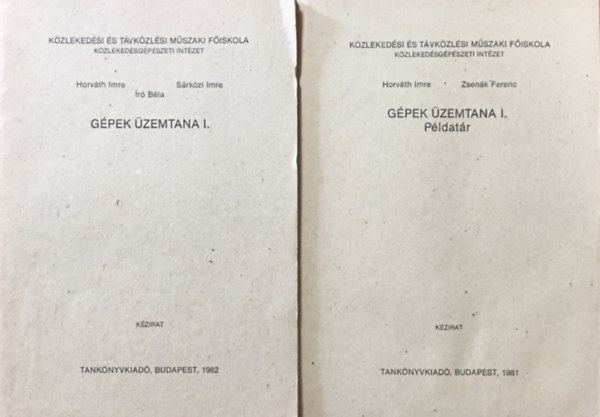 KÖZLEKEDÉSI ÉS TÁVKÖZLÉSI MŰSZAKI FŐISKOLA
KÖZLEKEDÉSGÉPÉSZETI INTÉZET
Horváth Imre Sárközi Imre
Író Béla
GÉPEK ÜZEMTANA I.
KÉZIRAT
TANKÖNYVKIADÓ, BUDAPEST, 1982
KÖZLEKEDÉSI ÉS TÁVKÖZLÉSI MŰSZAKI FŐISKOLA
KÖZLEKEDÉSGÉPÉSZETI INTÉZET
Horváth Imre Zsenák Ferenc
GÉPEK ÜZEMTANA I.
Példatár
KÉZIRAT
TANKÖNYVKIADÓ, BUDAPEST, 1981